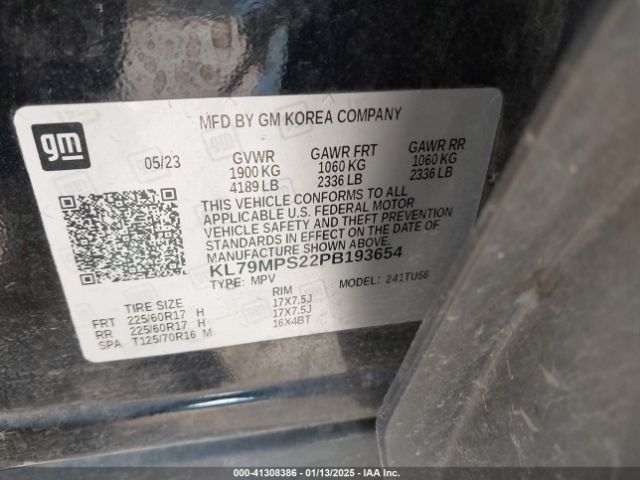 MFD BY GM KOREA COMPANY
gm
05/23 GVWR GAWR FRT GAWR RR
1900 KG 1060 KG 1060 KG
4189 LB 2336 LB 2336 LB
THIS VEHICLE CONFORMS TO ALL
APPLICABLE U.S. FEDERAL MOTOR
VEHICLE SAFETY AND THEFT PREVENTION
STANDARDS IN EFFECT ON THE DATE OF
MANUFACTURE SHOWN ABOVE.
KL79MPS22PB193654
TYPE: MPV MODEL: 241TU56
TIRE SIZE RIM
FRT 225/60R17 H 17X7.5J
RR 225/60R17 H 17X7.5J
SPA T125/70R16 M 16X4BT
000-41308386 - 01/13/2025 - IAA Inc.